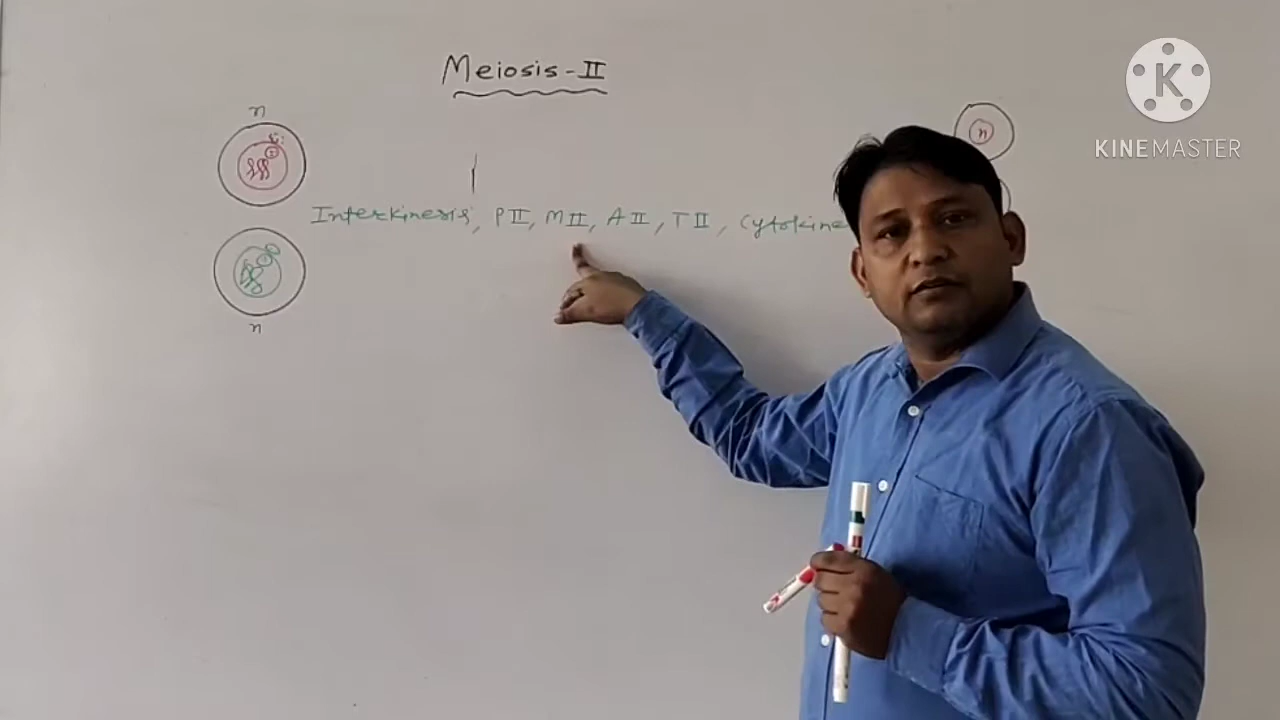 Meiosis-II
n
n
Interkinesis, PII, MII, AII, TII, Cytokine
n
K
KINEMASTER